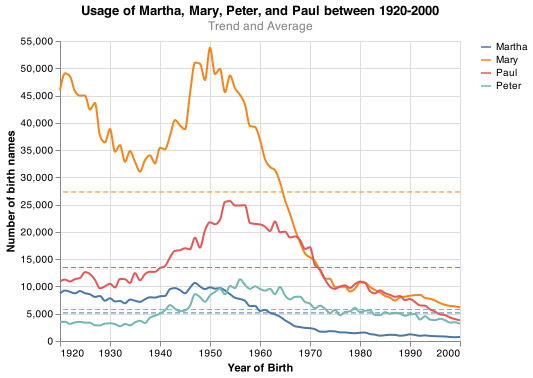 Usage of Martha, Mary, Peter, and Paul between 1920-2000
Trend and Average
Number of birth names
55,000
50,000
45,000
40,000
35,000
30,000
25,000
20,000
15,000
10,000
5,000
0
1920 1930 1940 1950 1960 1970 1980 1990 2000
Year of Birth
Martha
Mary
Paul
Peter